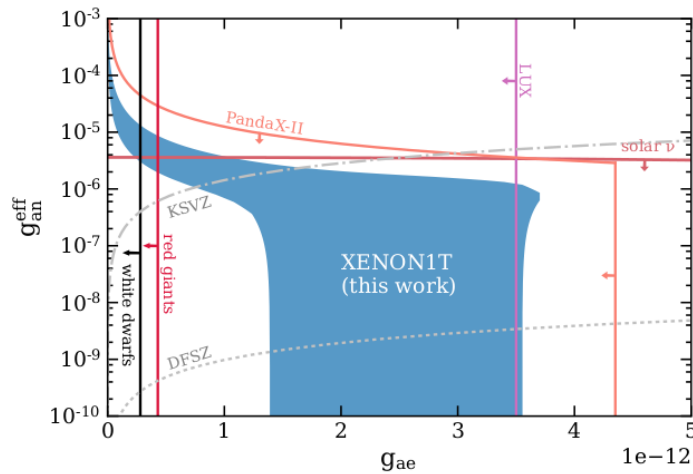 10⁻³
10⁻⁴
10⁻⁵
10⁻⁶
10⁻⁷
10⁻⁸
10⁻⁹
10⁻¹⁰
g_an^eff
PandaX-II
LUX
solar ν
KSVZ
red giants
white dwarfs
XENON1T
(this work)
DFSZ
0
1
2
3
4
5
g_ae
1e−12